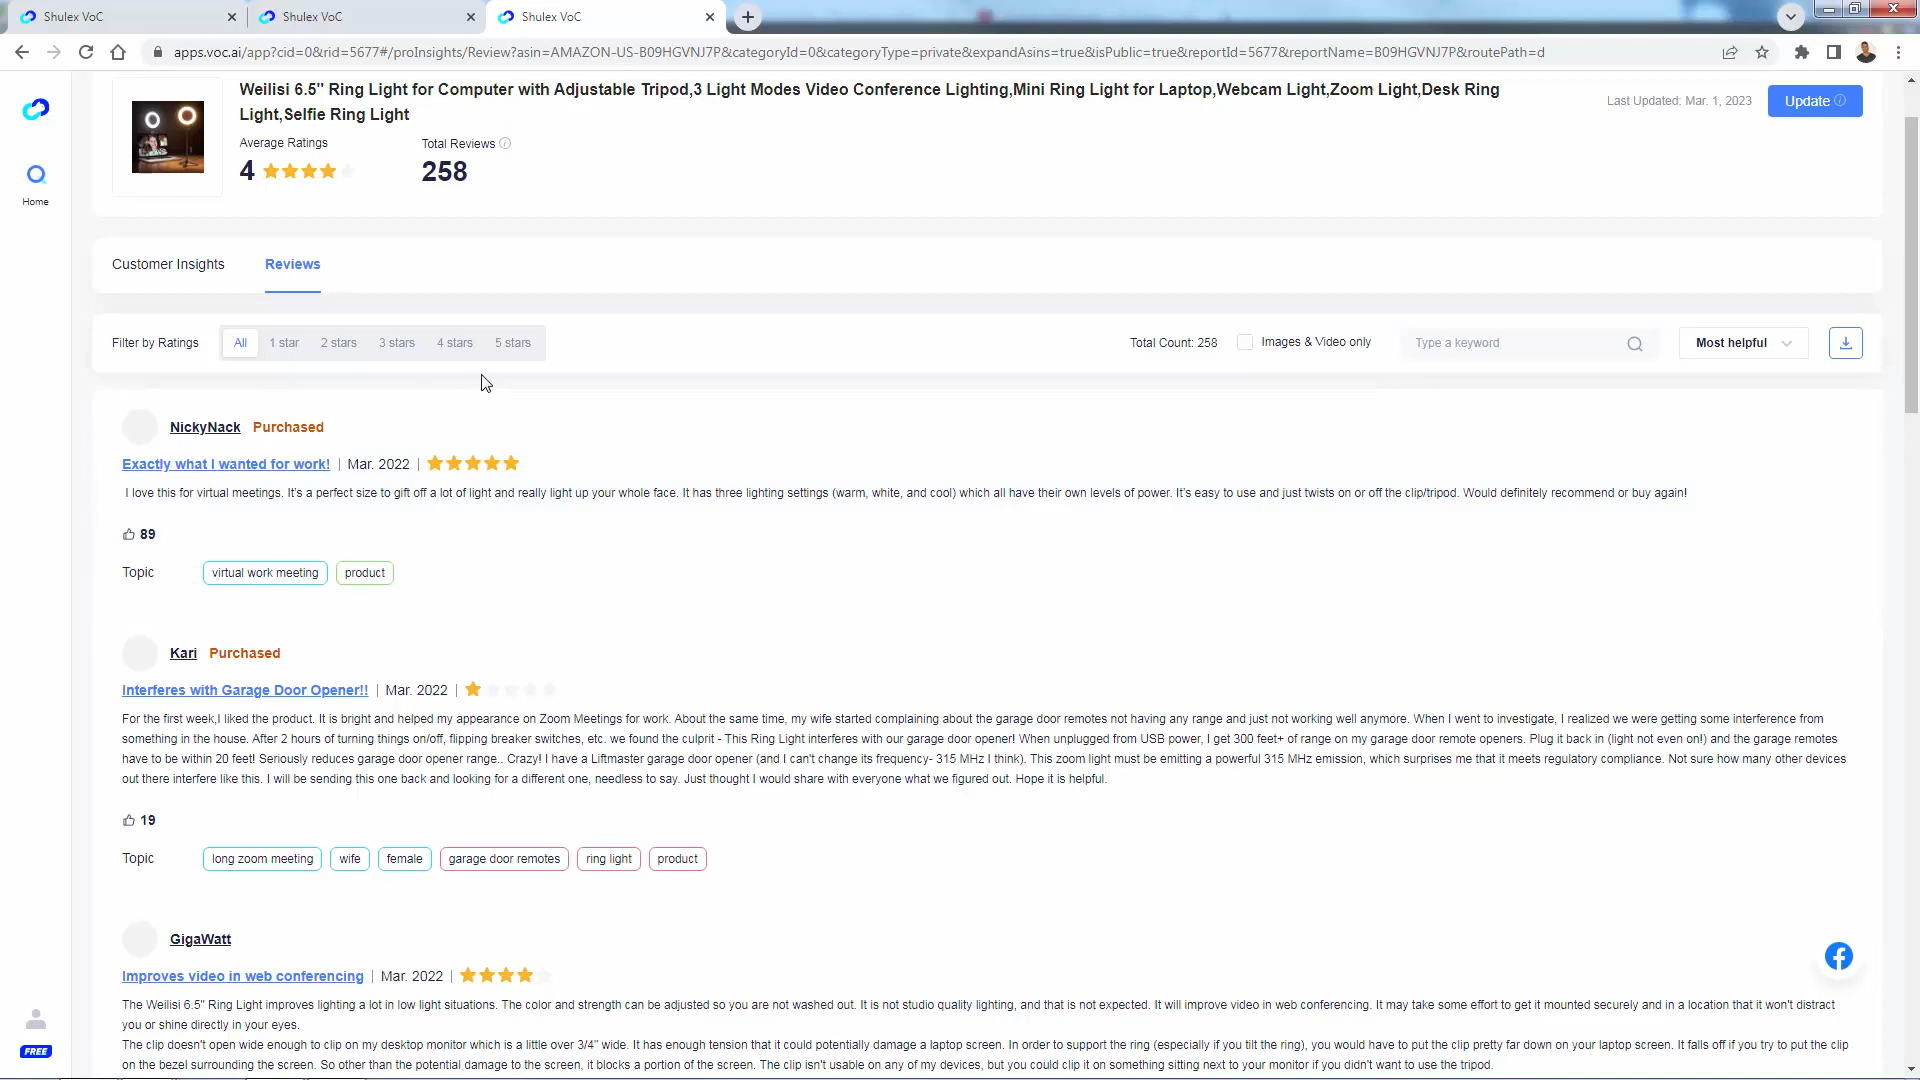 Shulex VoC
Shulex VoC
Shulex VoC
apps.voc.ai/app?cid=0&rid=5677#/proInsights/Review?asin=AMAZON-US-B09HGVNJ7P&categoryId=0&categoryType=private&expandAsins=true&isPublic=true&reportId=5677&reportName=B09HGVNJ7P&routePath=d
Weilisi 6.5" Ring Light for Computer with Adjustable Tripod,3 Light Modes Video Conference Lighting,Mini Ring Light for Laptop,Webcam Light,Zoom Light,Desk Ring
Light,Selfie Ring Light
Last Updated: Mar. 1, 2023
Update
Average Ratings
Total Reviews
4
258
Home
Customer Insights
Reviews
Filter by Ratings
All
1 star
2 stars
3 stars
4 stars
5 stars
Total Count: 258
Images & Video only
Type a keyword
Most helpful
NickyNack Purchased
Exactly what I wanted for work! | Mar. 2022 |
I love this for virtual meetings. It's a perfect size to gift off a lot of light and really light up your whole face. It has three lighting settings (warm, white, and cool) which all have their own levels of power. It's easy to use and just twists on or off the clip/tripod. Would definitely recommend or buy again!
89
Topic
virtual work meeting
product
Kari Purchased
Interferes with Garage Door Opener!! | Mar. 2022 |
For the first week,I liked the product. It is bright and helped my appearance on Zoom Meetings for work. About the same time, my wife started complaining about the garage door remotes not having any range and just not working well anymore. When I went to investigate, I realized we were getting some interference from
something in the house. After 2 hours of turning things on/off, flipping breaker switches, etc. we found the culprit - This Ring Light interferes with our garage door opener! When unplugged from USB power, I get 300 feet+ of range on my garage door remote openers. Plug it back in (light not even on!) and the garage remotes
have to be within 20 feet! Seriously reduces garage door opener range.. Crazy! I have a Liftmaster garage door opener (and I can't change its frequency- 315 MHz I think). This zoom light must be emitting a powerful 315 MHz emission, which surprises me that it meets regulatory compliance. Not sure how many other devices
out there interfere like this. I will be sending this one back and looking for a different one, needless to say. Just thought I would share with everyone what we figured out. Hope it is helpful.
19
Topic
long zoom meeting
wife
female
garage door remotes
ring light
product
GigaWatt
Improves video in web conferencing | Mar. 2022 |
The Weilisi 6.5" Ring Light improves lighting a lot in low light situations. The color and strength can be adjusted so you are not washed out. It is not studio quality lighting, and that is not expected. It will improve video in web conferencing. It may take some effort to get it mounted securely and in a location that it won't distract
you or shine directly in your eyes.
The clip doesn't open wide enough to clip on my desktop monitor which is a little over 3/4" wide. It has enough tension that it could potentially damage a laptop screen. In order to support the ring (especially if you tilt the ring), you would have to put the clip pretty far down on your laptop screen. It falls off if you try to put the clip
on the bezel surrounding the screen. So other than the potential damage to the screen, it blocks a portion of the screen. The clip isn't usable on any of my devices, but you could clip it on something sitting next to your monitor if you didn't want to use the tripod.
FREE